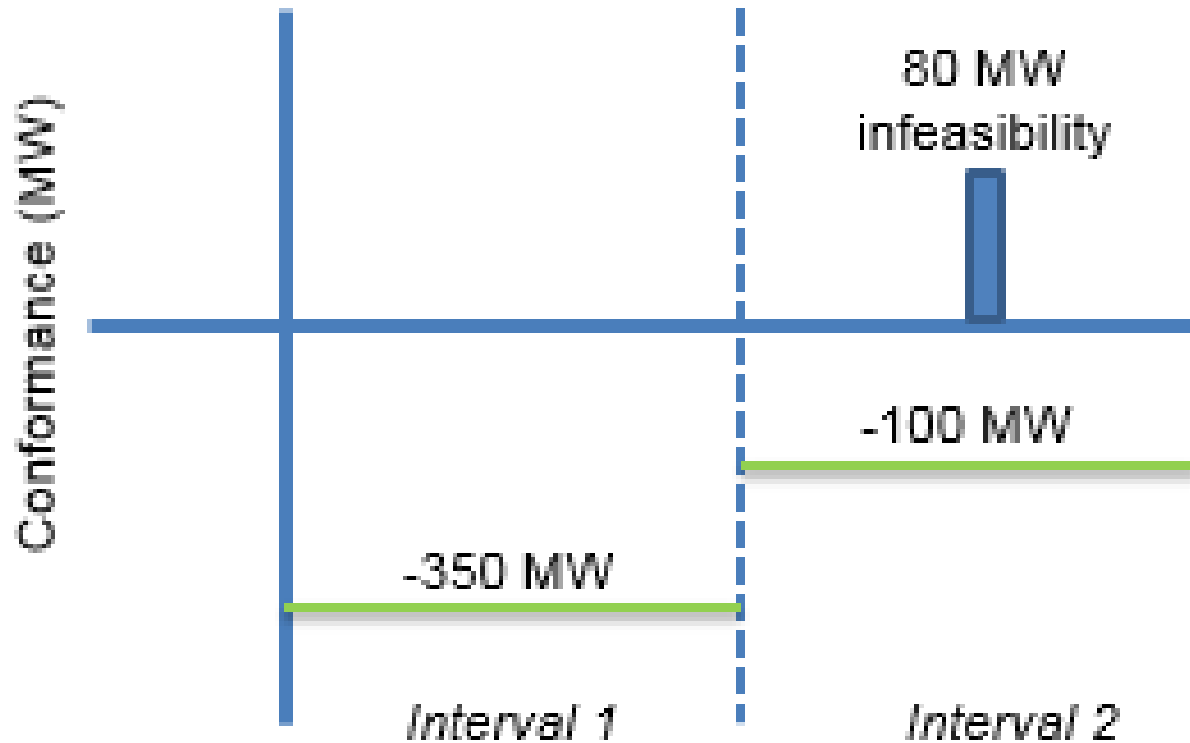 Conformance (MW)
80 MW
infeasibility
-100 MW
-350 MW
Interval 1
Interval 2